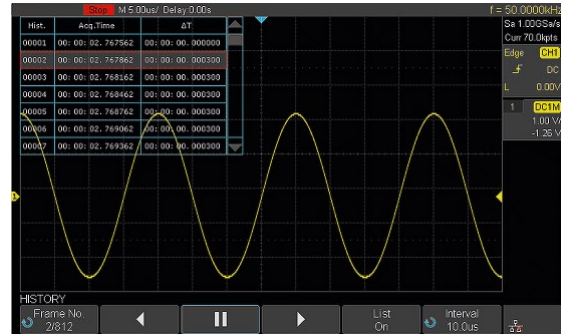 Stop M 5.00us/ Delay:0.00s f = 50.0000kHz
Sa 1.00GSa/s
Curr 70.0kpts
Edge CH1
DC
L 0.00V
1 DC1M
1.00 V/
-1.26 V
Hist. Acq.Time ΔT
00001 00: 00: 02. 767562 00: 00: 00. 000000
00002 00: 00: 02. 767862 00: 00: 00. 000300
00003 00: 00: 02. 768162 00: 00: 00. 000300
00004 00: 00: 02. 768462 00: 00: 00. 000300
00005 00: 00: 02. 768762 00: 00: 00. 000300
00006 00: 00: 02. 769062 00: 00: 00. 000300
00007 00: 00: 02. 769362 00: 00: 00. 000300
1
HISTORY
Frame No.
2/812
List
On
Interval
10.0us